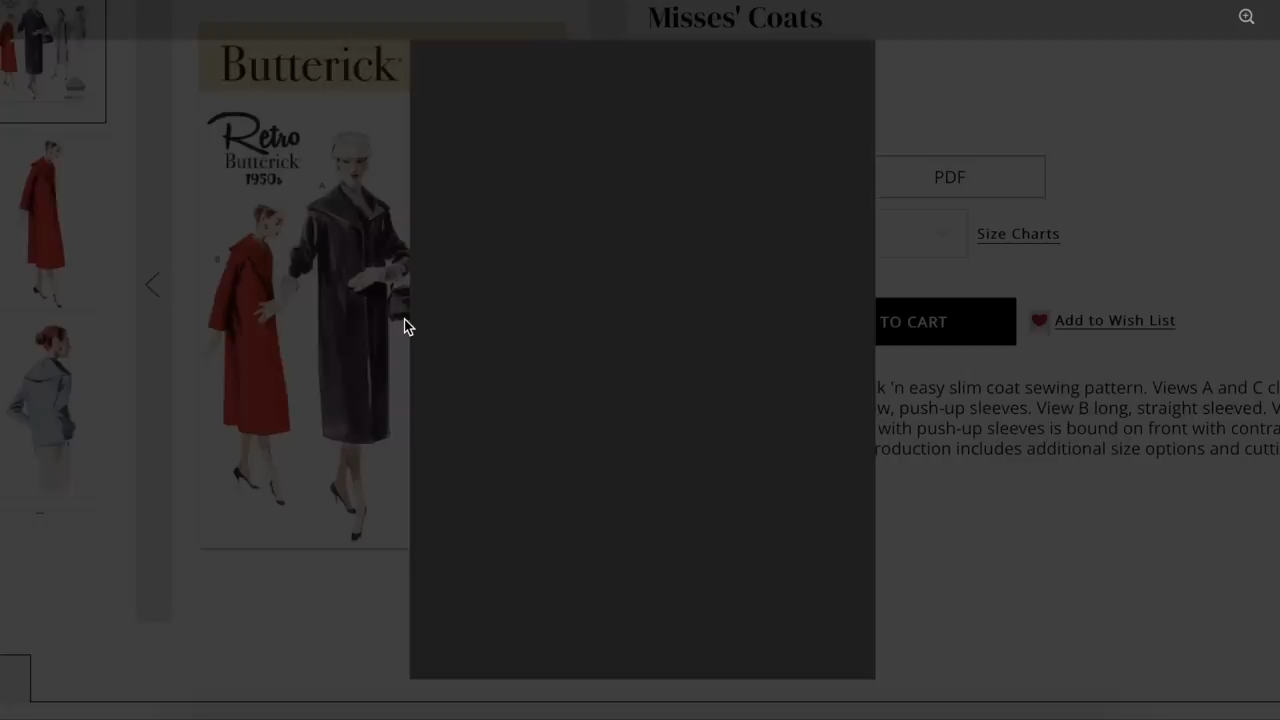 Misses' Coats
Butterick
Retro
Butterick
1950s
A
B
PDF
Size Charts
TO CART
Add to Wish List
k 'n easy slim coat sewing pattern. Views A and C cl
w, push-up sleeves. View B long, straight sleeved. V
with push-up sleeves is bound on front with contra
roduction includes additional size options and cutti